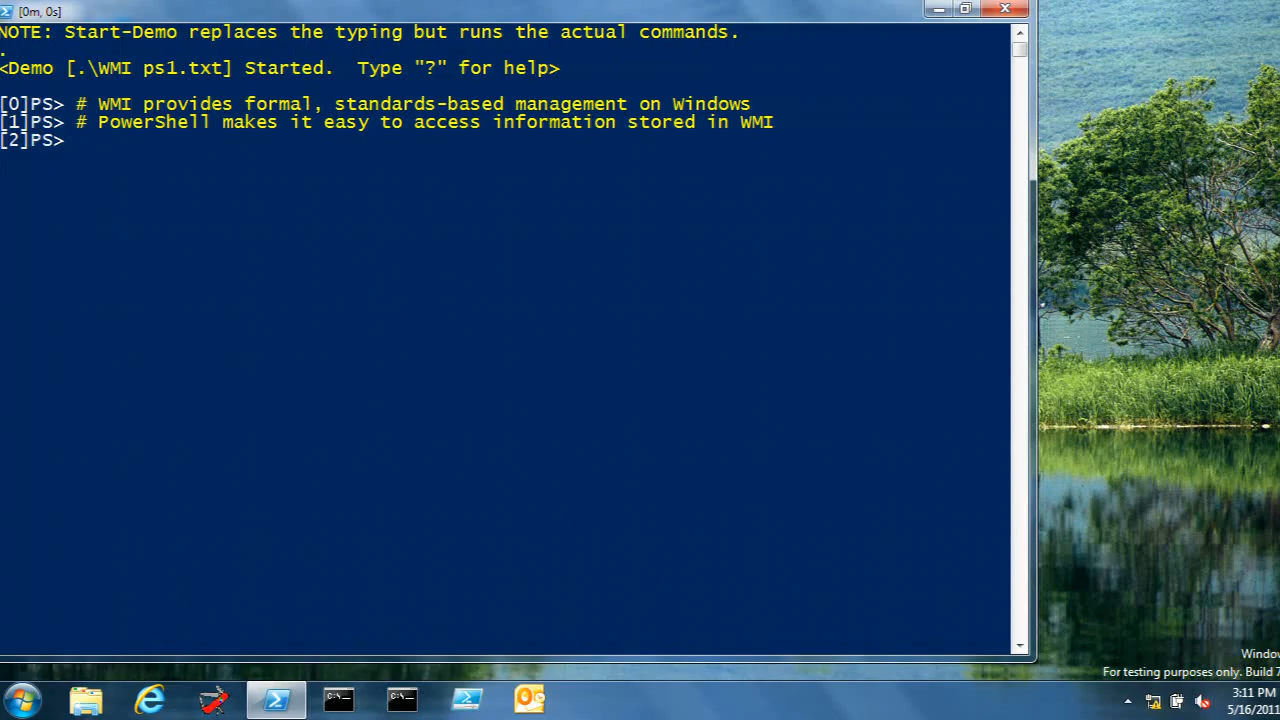 [0m, 0s]
NOTE: Start-Demo replaces the typing but runs the actual commands.
.
<Demo [.\WMI ps1.txt] Started.  Type "?" for help>
[0]PS> # WMI provides formal, standards-based management on Windows
[1]PS> # PowerShell makes it easy to access information stored in WMI
[2]PS>
Window
For testing purposes only. Build 7
C:\_
C:\_
3:11 PM
5/16/2011